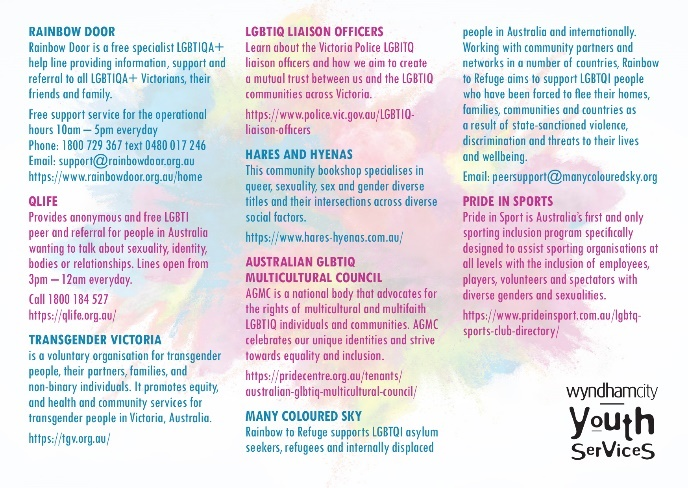 RAINBOW DOOR
Rainbow Door is a free specialist LGBTIQA+
help line providing information, support and
referral to all LGBTIQA+ Victorians, their
friends and family.
Free support service for the operational
hours 10am – 5pm everyday
Phone: 1800 729 367 text 0480 017 246
Email: support@rainbowdoor.org.au
https://www.rainbowdoor.org.au/home
QLIFE
Provides anonymous and free LGBTI
peer and referral for people in Australia
wanting to talk about sexuality, identity,
bodies or relationships. Lines open from
3pm – 12am everyday.
Call 1800 184 527
https://qlife.org.au/
TRANSGENDER VICTORIA
is a voluntary organisation for transgender
people, their partners, families, and
non-binary individuals. It promotes equity,
and health and community services for
transgender people in Victoria, Australia.
https://tgv.org.au/
LGBTIQ LIAISON OFFICERS
Learn about the Victoria Police LGBITQ
liaison officers and how we aim to create
a mutual trust between us and the LGBTIQ
communities across Victoria.
https://www.police.vic.gov.au/LGBTIQ-
liaison-officers
HARES AND HYENAS
This community bookshop specialises in
queer, sexuality, sex and gender diverse
titles and their intersections across diverse
social factors.
https://www.hares-hyenas.com.au/
AUSTRALIAN GLBTIQ
MULTICULTURAL COUNCIL
AGMC is a national body that advocates for
the rights of multicultural and multifaith
LGBTIQ individuals and communities. AGMC
celebrates our unique identities and strive
towards equality and inclusion.
https://pridecentre.org.au/tenants/
australian-glbtiq-multicultural-council/
MANY COLOURED SKY
Rainbow to Refuge supports LGBTQI asylum
seekers, refugees and internally displaced
people in Australia and internationally.
Working with community partners and
networks in a number of countries, Rainbow
to Refuge aims to support LGBTQI people
who have been forced to flee their homes,
families, communities and countries as
a result of state-sanctioned violence,
discrimination and threats to their lives
and wellbeing.
Email: peersupport@manycolouredsky.org
PRIDE IN SPORTS
Pride in Sport is Australia's first and only
sporting inclusion program specifically
designed to assist sporting organisations at
all levels with the inclusion of employees,
players, volunteers and spectators with
diverse genders and sexualities.
https://www.prideinsport.com.au/lgbtq-
sports-club-directory/
wyndhamcity
Youth
SerViceS